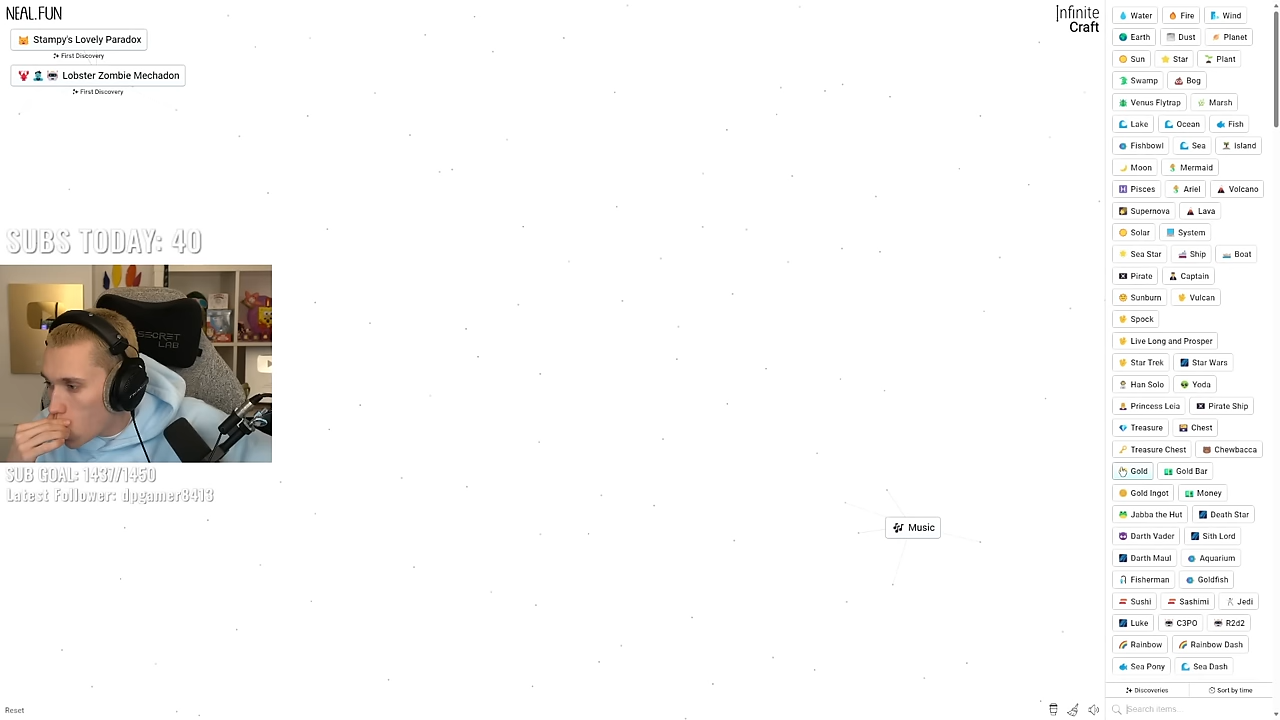 NEAL.FUN
Infinite
Craft
Stampy's Lovely Paradox
First Discovery
Lobster Zombie Mechadon
First Discovery
SUBS TODAY: 40
SECRET
LAB
SUB GOAL: 1437/1450
Latest Follower: dpgamer8413
Music
Reset
Water Fire Wind
Earth Dust Planet
Sun Star Plant
Swamp Bog
Venus Flytrap Marsh
Lake Ocean Fish
Fishbowl Sea Island
Moon Mermaid
Pisces Ariel Volcano
Supernova Lava
Solar System
Sea Star Ship Boat
Pirate Captain
Sunburn Vulcan
Spock
Live Long and Prosper
Star Trek Star Wars
Han Solo Yoda
Princess Leia Pirate Ship
Treasure Chest
Treasure Chest Chewbacca
Gold Gold Bar
Gold Ingot Money
Jabba the Hut Death Star
Darth Vader Sith Lord
Darth Maul Aquarium
Fisherman Goldfish
Sushi Sashimi Jedi
Luke C3PO R2d2
Rainbow Rainbow Dash
Sea Pony Sea Dash
Discoveries Sort by time
Search items...